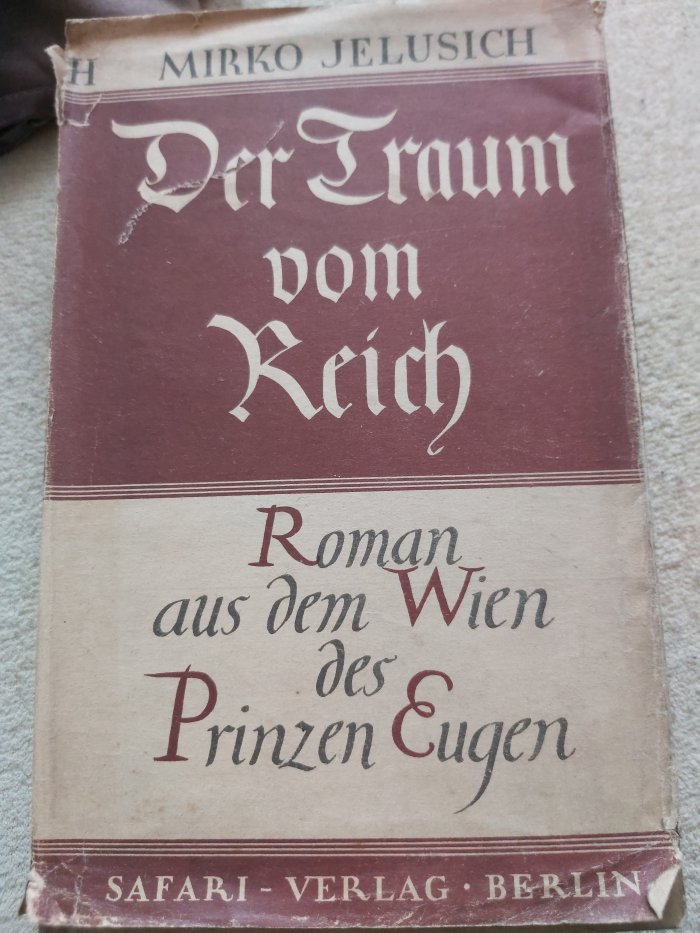 H MIRKO JELUSICH
Der Traum
vom
Reich
Roman
aus dem Wien
des
Prinzen Eugen
SAFARI-VERLAG · BERLIN